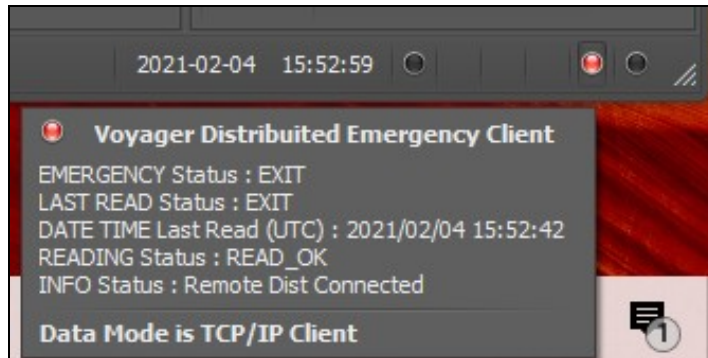 2021-02-04 15:52:59
Voyager Distribuited Emergency Client
EMERGENCY Status : EXIT
LAST READ Status : EXIT
DATE TIME Last Read (UTC) : 2021/02/04 15:52:42
READING Status : READ_OK
INFO Status : Remote Dist Connected
Data Mode is TCP/IP Client
1